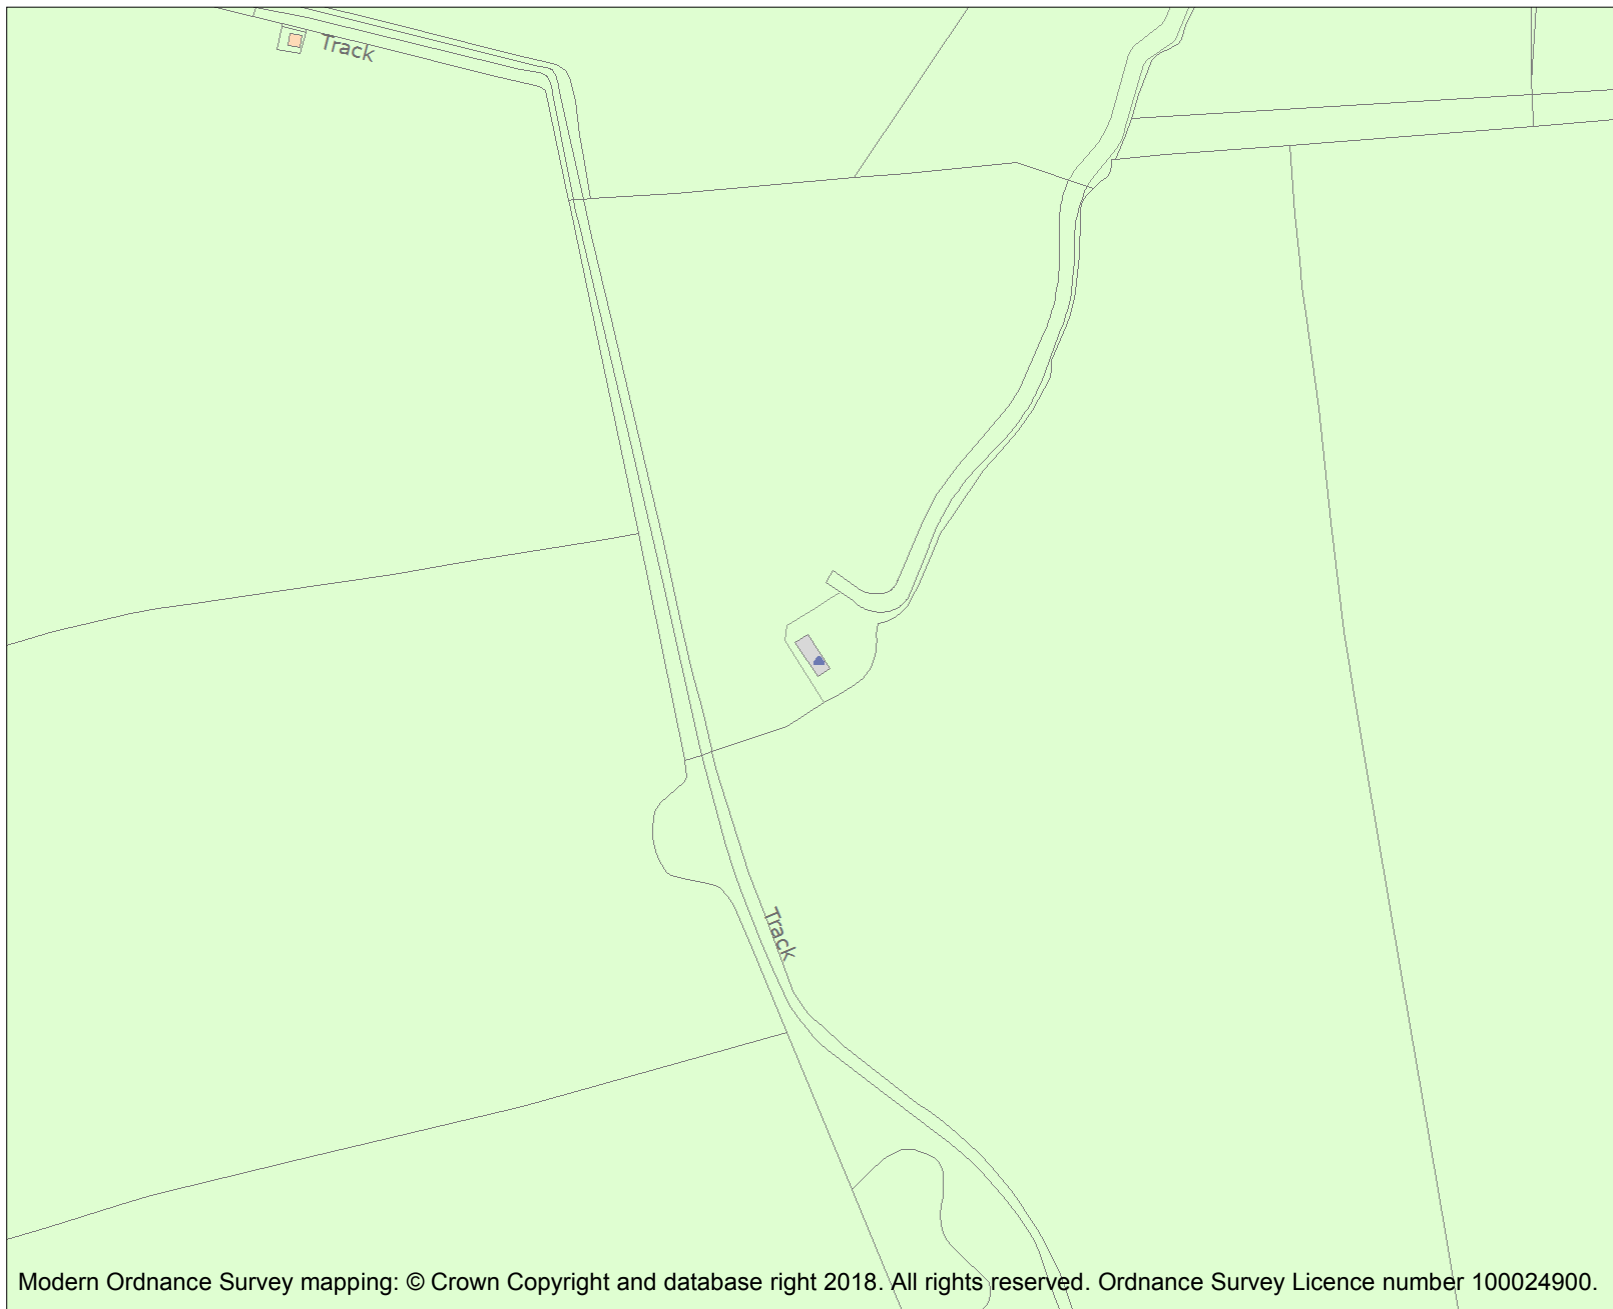 Track
Track
Modern Ordnance Survey mapping: © Crown Copyright and database right 2018. All rights reserved. Ordnance Survey Licence number 100024900.